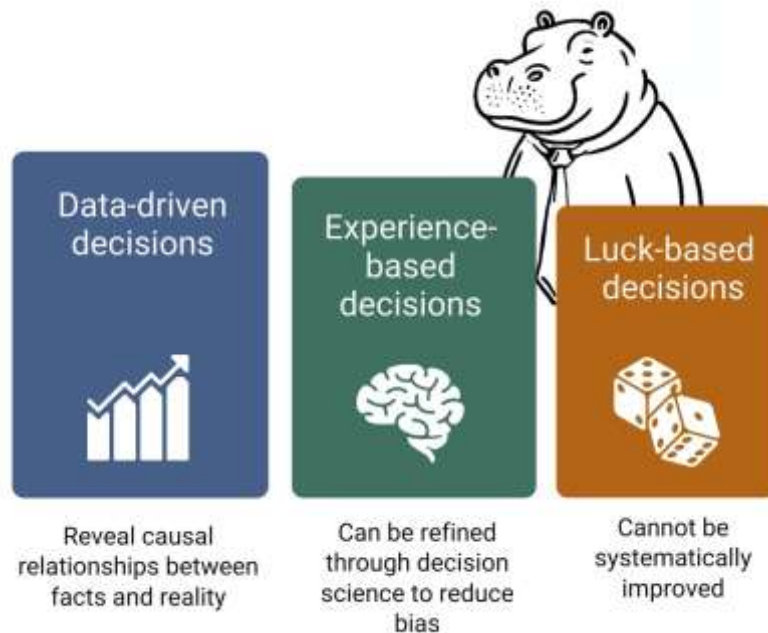 Data-driven
decisions
Experience-
based
decisions
Luck-based
decisions
Reveal causal
relationships between
facts and reality
Can be refined
through decision
science to reduce
bias
Cannot be
systematically
improved